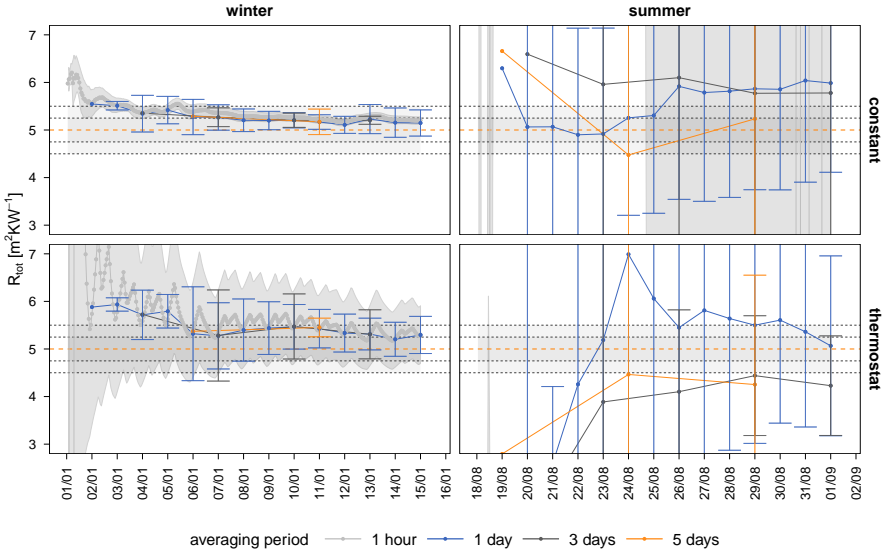 winter summer
7
6
5
4
3
constant
R_tot [m²KW⁻¹]
7
6
5
4
3
thermostat
01/01 02/01 03/01 04/01 05/01 06/01 07/01 08/01 09/01 10/01 11/01 12/01 13/01 14/01 15/01 16/01
18/08 19/08 20/08 21/08 22/08 23/08 24/08 25/08 26/08 27/08 28/08 29/08 30/08 31/08 01/09 02/09
averaging period 1 hour 1 day 3 days 5 days